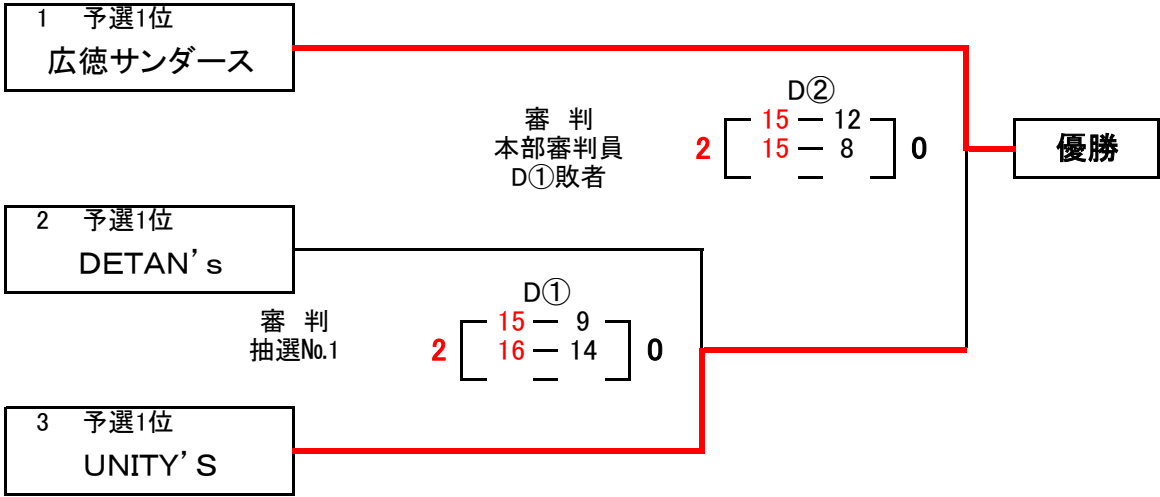 1 予選1位
広徳サンダース
D②
審 判
本部審判員
D①敗者
2
15 ― 12
15 ― 8
―
0
優勝
2 予選1位
DETAN’s
D①
審 判
抽選№1
2
15 ― 9
16 ― 14
―
0
3 予選1位
UNITY’S